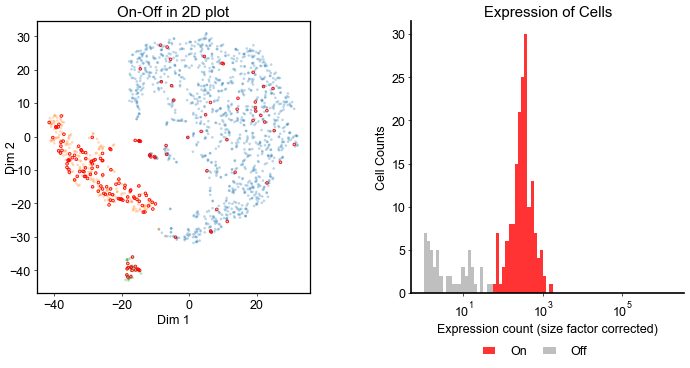 On-Off in 2D plot
30
20
10
0
−10
−20
−30
−40
Dim 2
−40
−20
0
20
Dim 1
Expression of Cells
30
25
20
15
10
5
0
Cell Counts
10^1
10^3
10^5
Expression count (size factor corrected)
On
Off